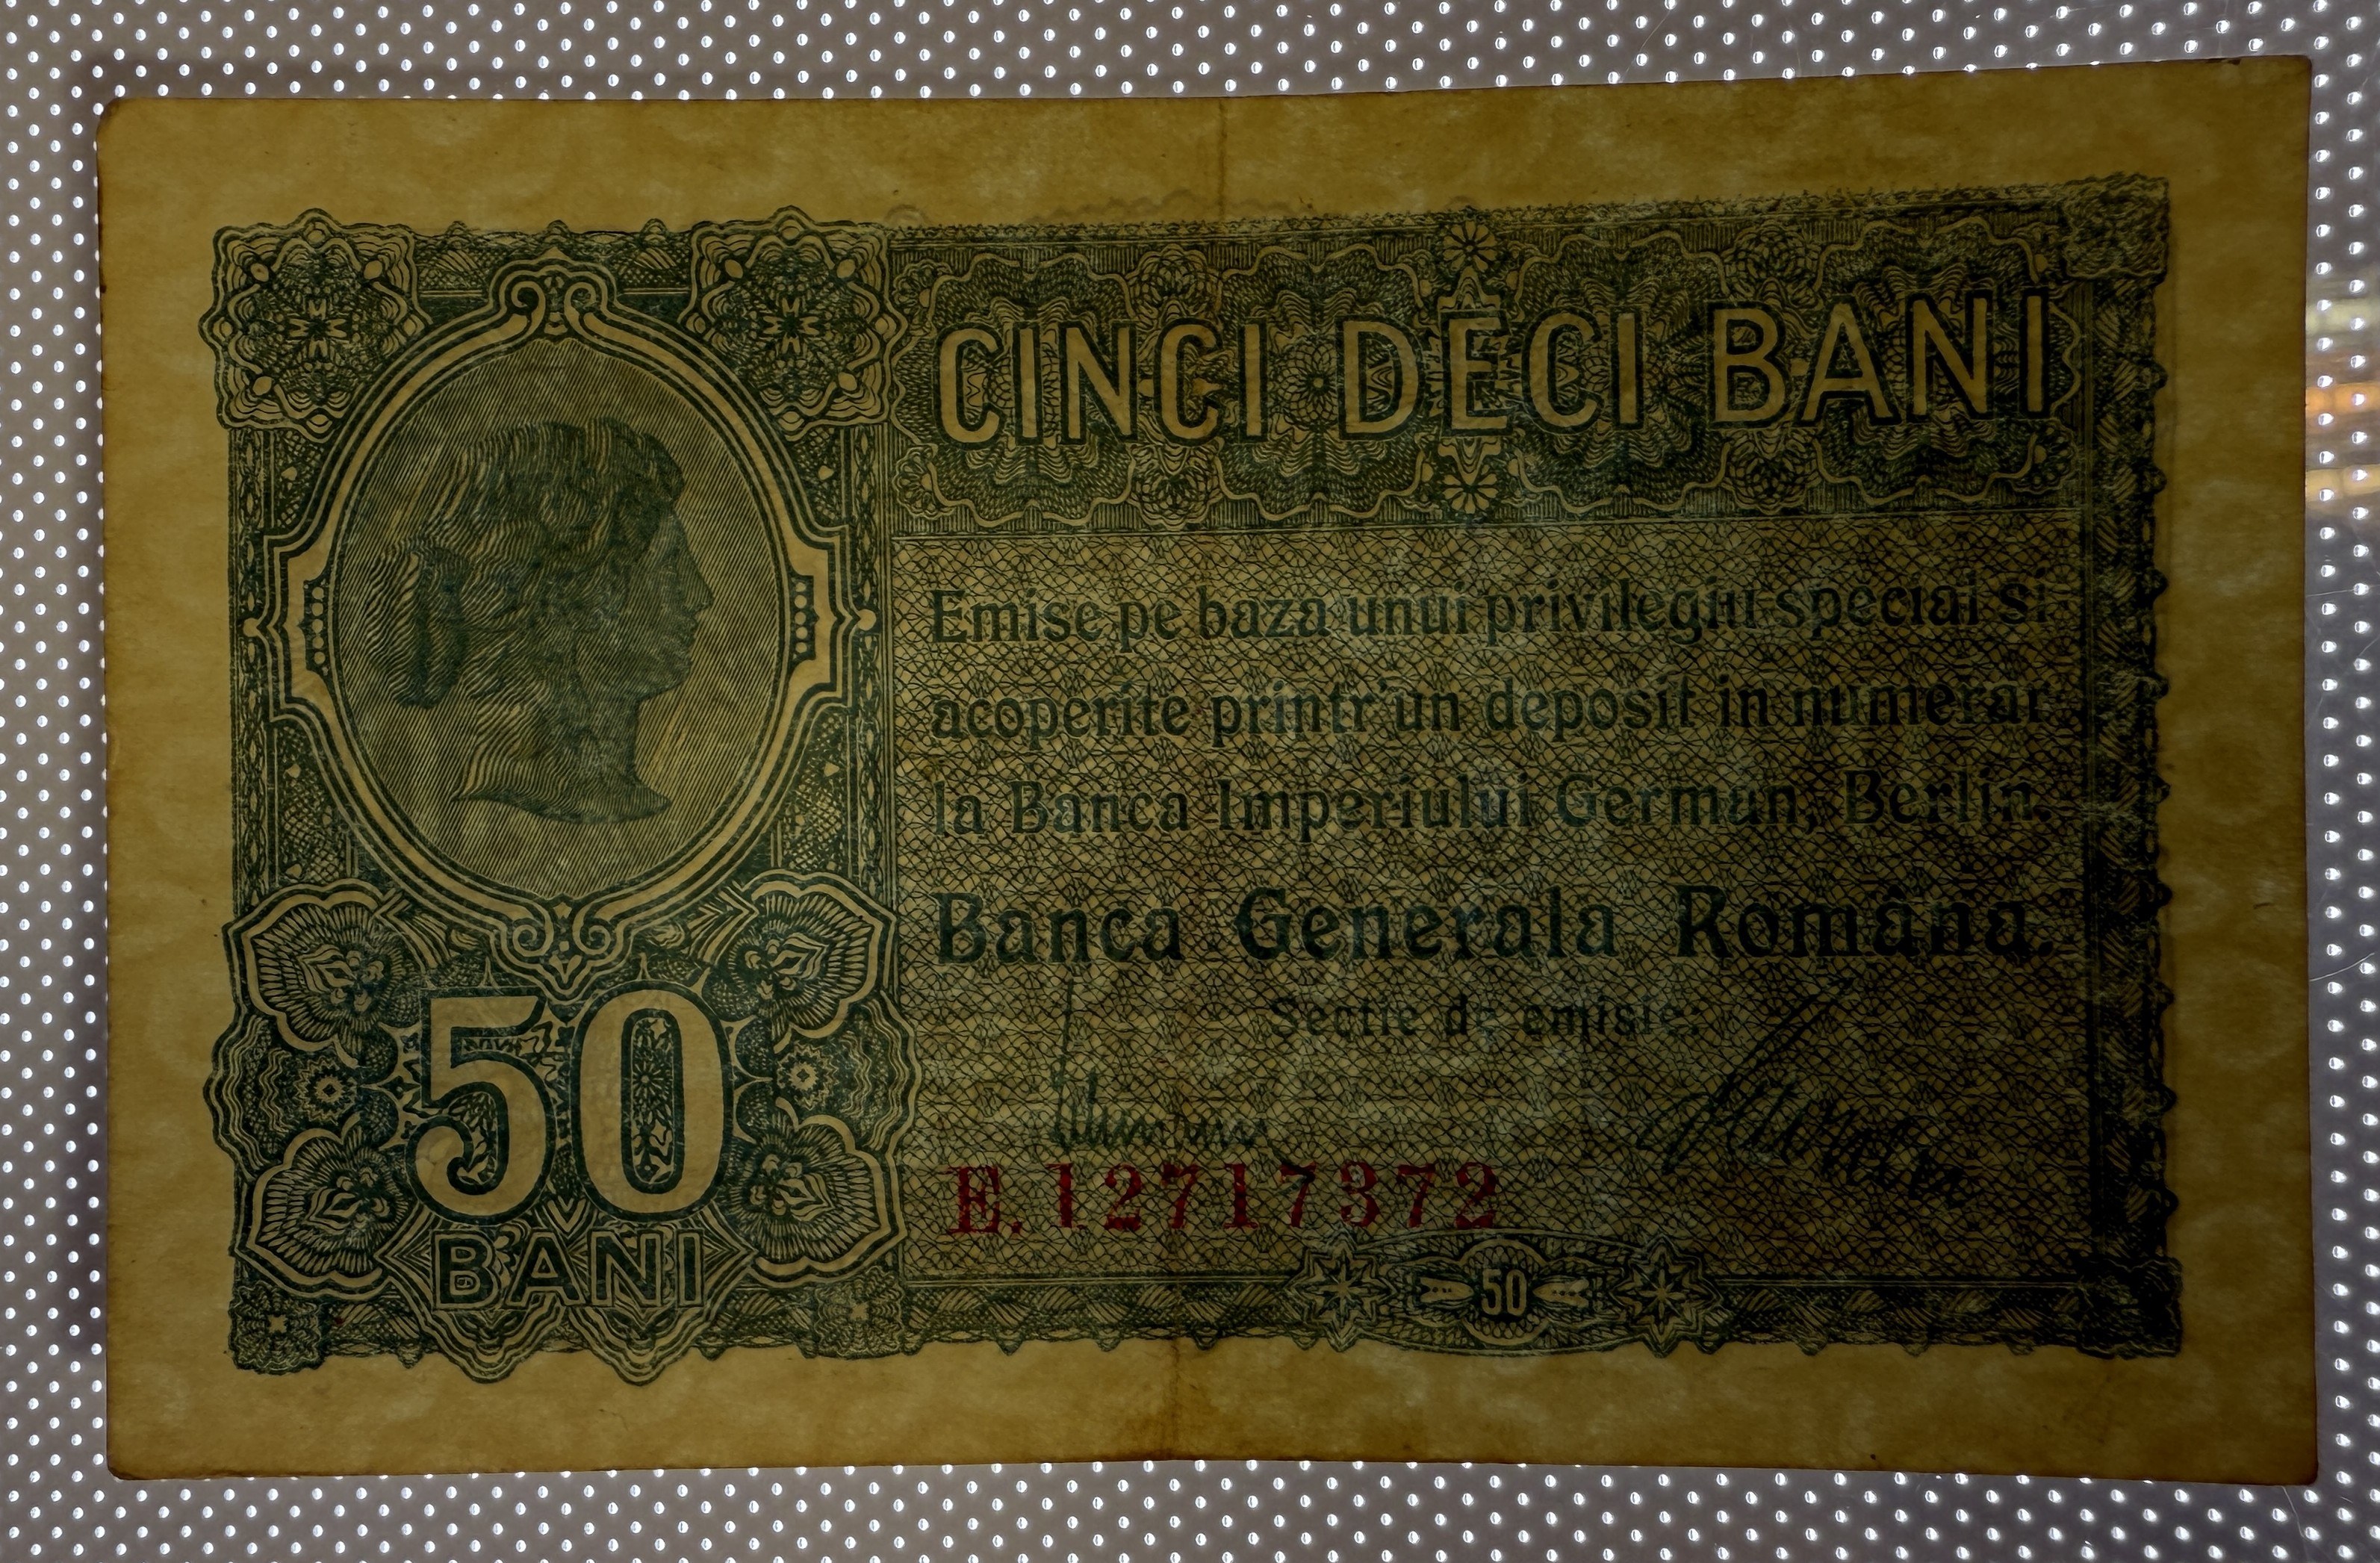 CINCI DECI BANI
Emise pe baza unui privilegiu special si
acoperite printr'un deposit in numerar
la Banca Imperiului German, Berlin.
Banca Generala Româna.
Sectie de emisie:
E.12717372
50
BANI
50